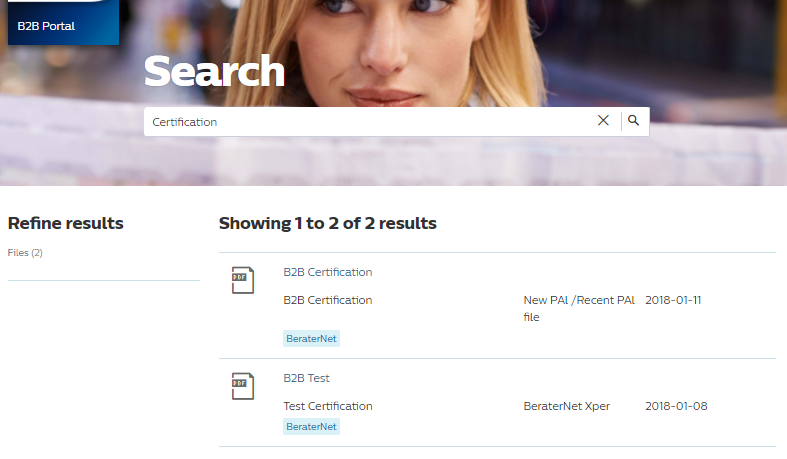 B2B Portal
Search
Certification
Refine results
Files (2)
Showing 1 to 2 of 2 results
PDF
B2B Certification
B2B Certification
New PAl /Recent PAl
file
2018-01-11
BeraterNet
PDF
B2B Test
Test Certification
BeraterNet Xper
2018-01-08
BeraterNet